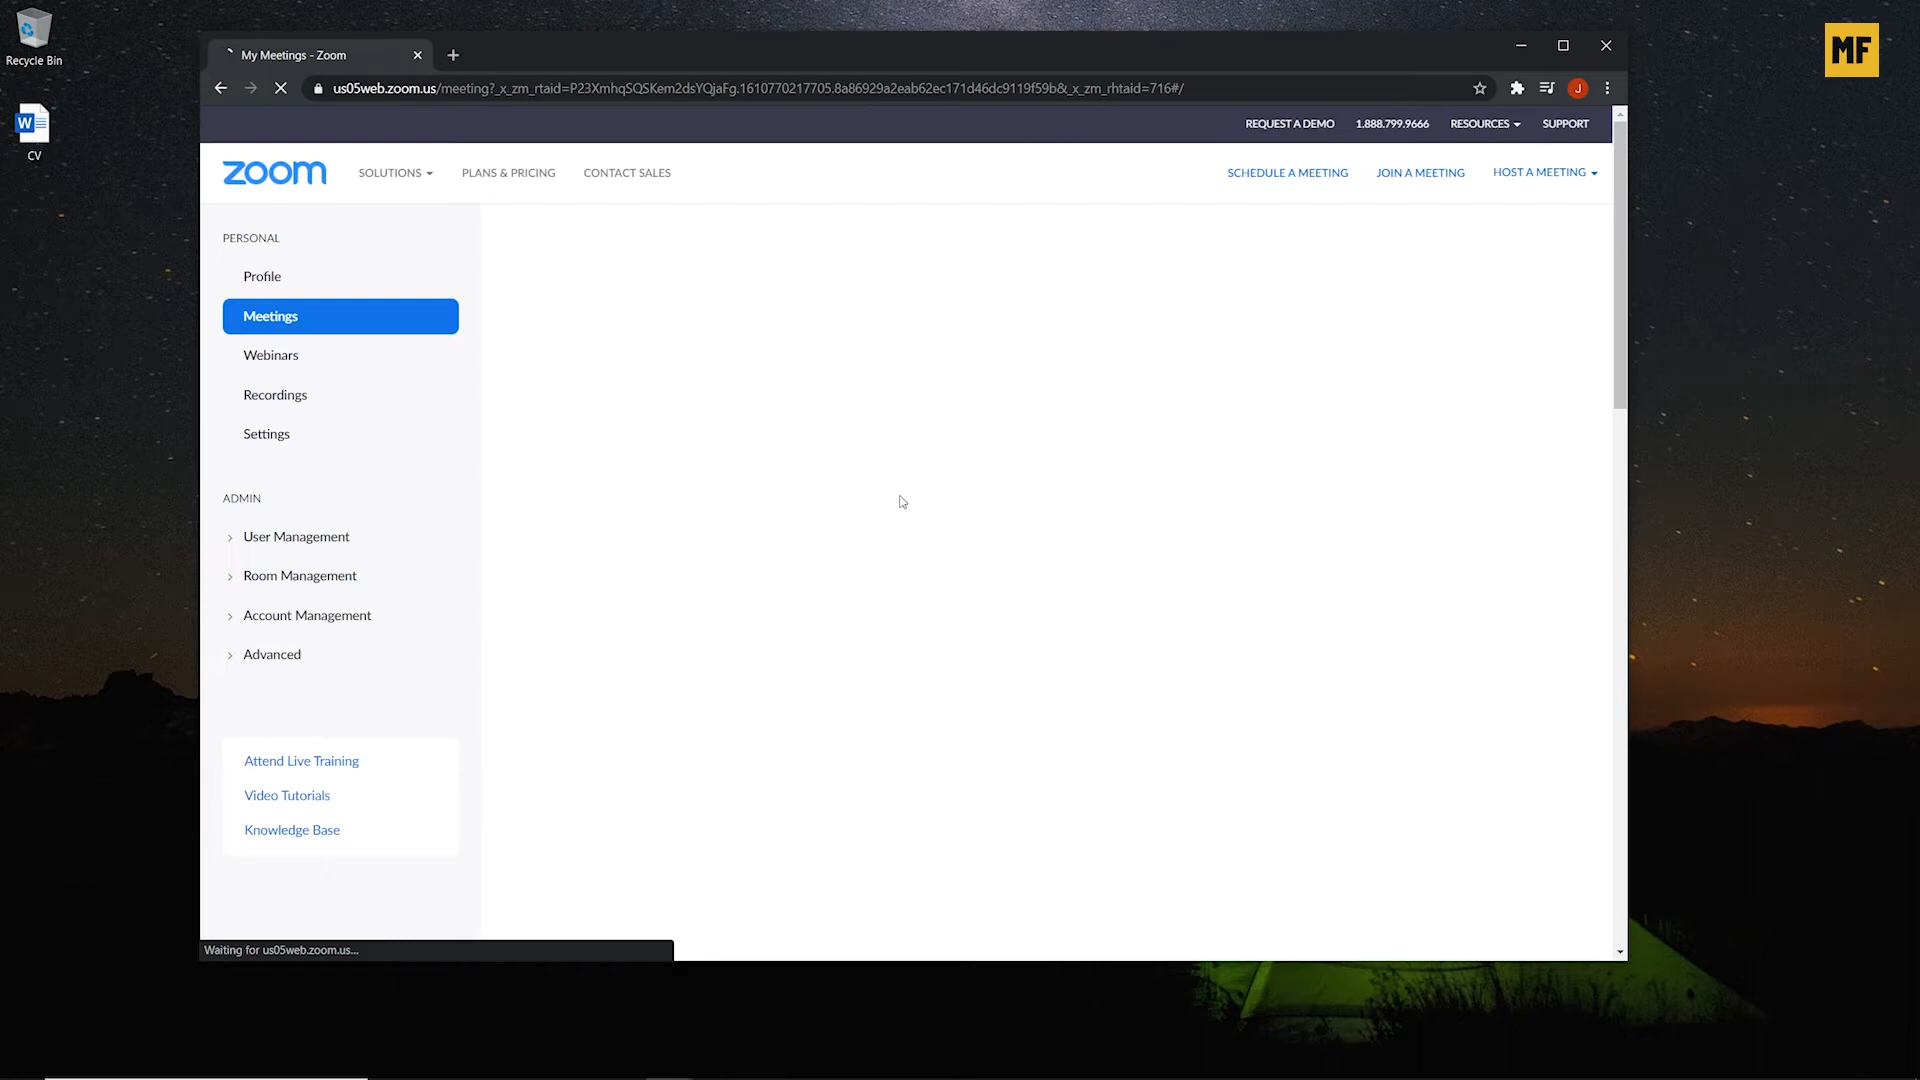 Recycle Bin
CV
MF
My Meetings - Zoom
us05web.zoom.us/meeting?_x_zm_rtaid=P23XmhqSQSKem2dsYQjaFg.1610770217705.8a86929a2eab62ec171d46dc9119f59b&_x_zm_rhtaid=716#/
J
REQUEST A DEMO 1.888.799.9666 RESOURCES SUPPORT
zoom SOLUTIONS PLANS & PRICING CONTACT SALES SCHEDULE A MEETING JOIN A MEETING HOST A MEETING
PERSONAL
Profile
Meetings
Webinars
Recordings
Settings
ADMIN
User Management
Room Management
Account Management
Advanced
Attend Live Training
Video Tutorials
Knowledge Base
Waiting for us05web.zoom.us...